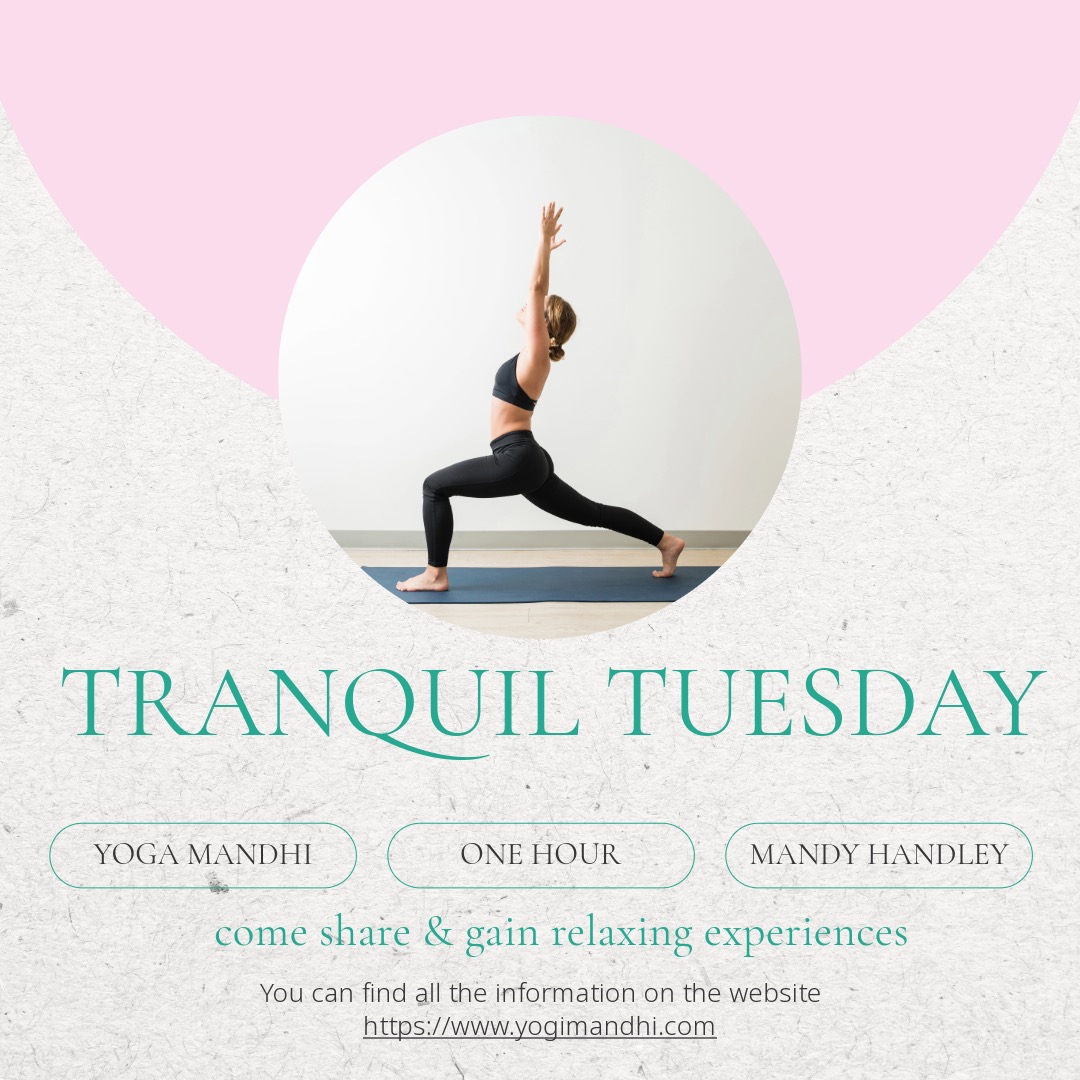 TRANQUIL TUESDAY
YOGA MANDHI
ONE HOUR
MANDY HANDLEY
come share & gain relaxing experiences
You can find all the information on the website
https://www.yogimandhi.com